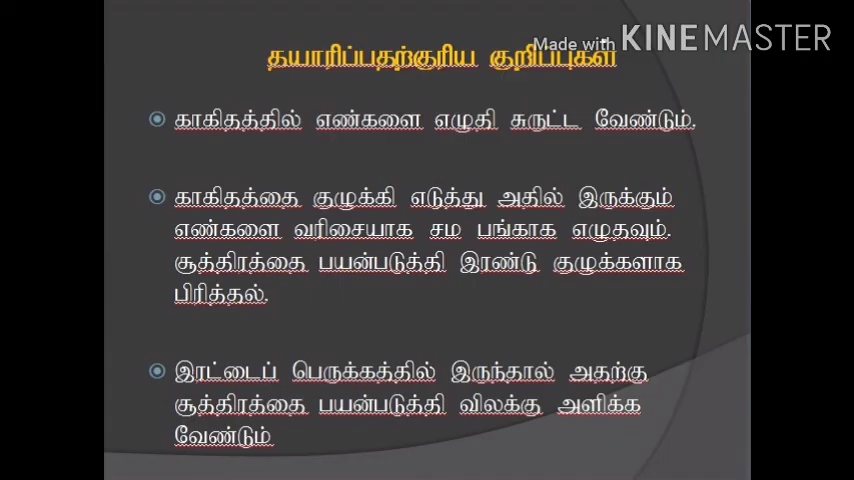 Made with KINEMASTER
தயாரிப்பதற்குரிய குறிப்புகள்
காகிதத்தில் எண்களை எழுதி சுருட்ட வேண்டும்.
காகிதத்தை குழுக்கி எடுத்து அதில் இருக்கும்
எண்களை வரிசையாக சம பங்காக எழுதவும்.
சூத்திரத்தை பயன்படுத்தி இரண்டு குழுக்களாக
பிரித்தல்.
இரட்டைப் பெருக்கத்தில் இருந்தால் அதற்கு
சூத்திரத்தை பயன்படுத்தி விலக்கு அளிக்க
வேண்டும்